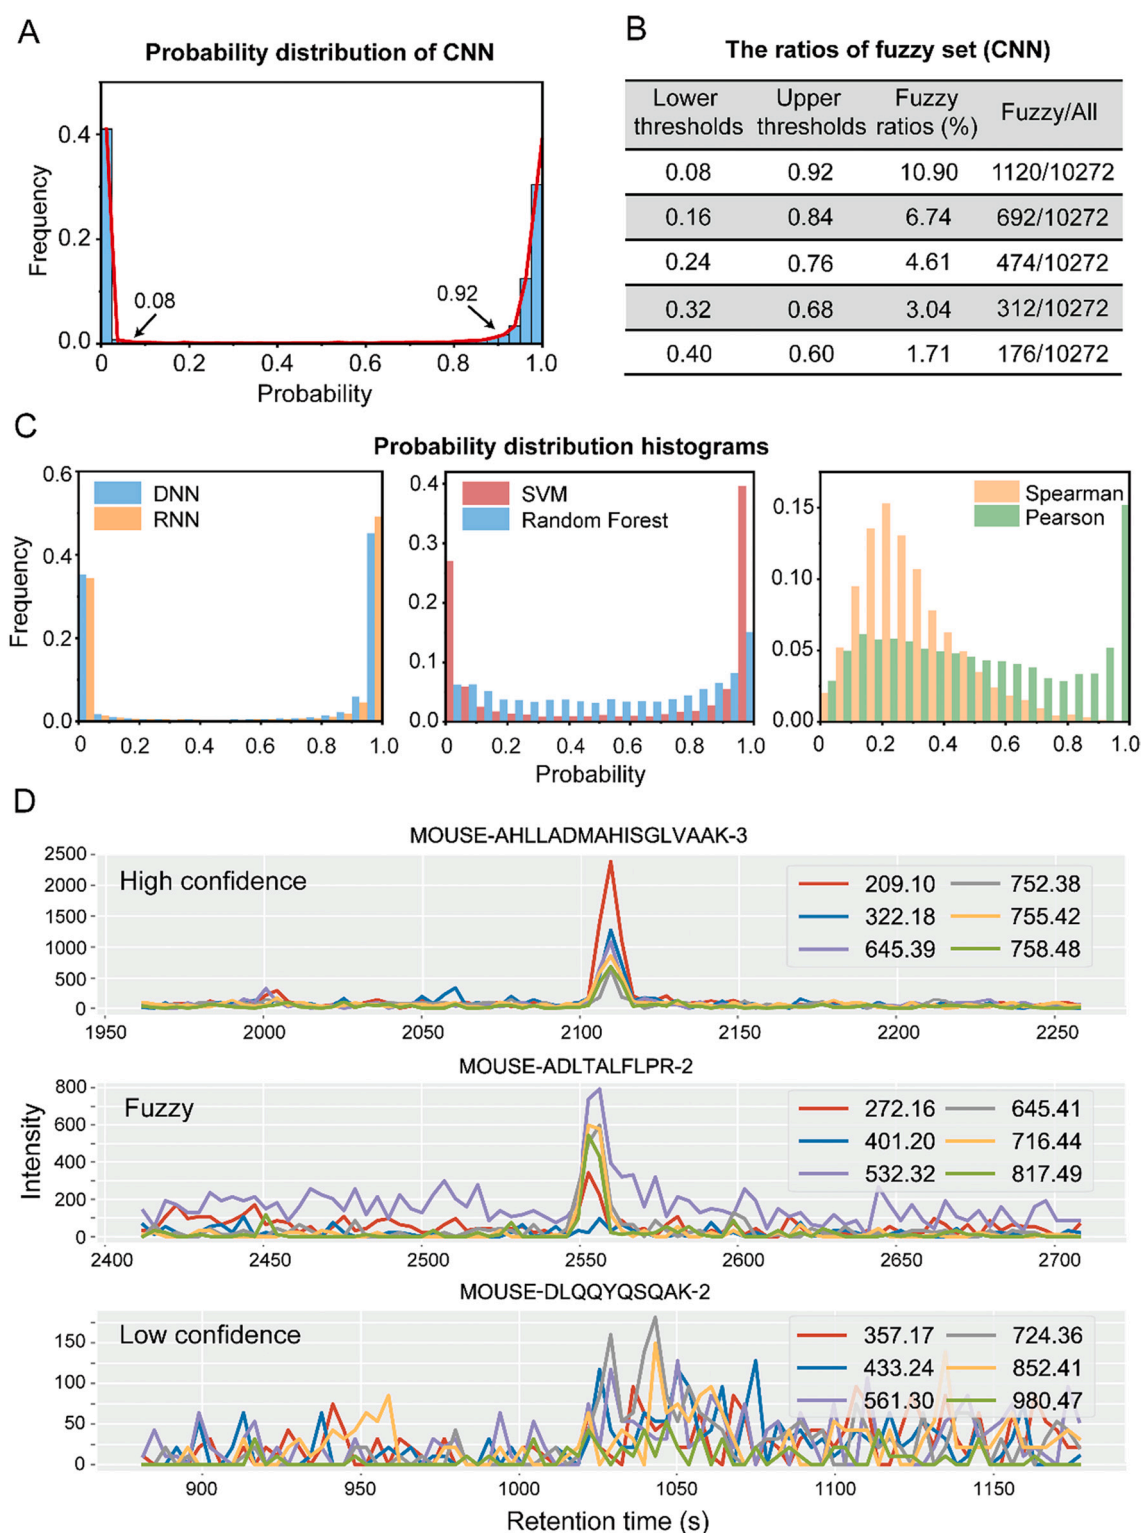 A
Probability distribution of CNN
Frequency
0.4
0.2
0.0
0.08
0.92
0 0.2 0.4 0.6 0.8 1.0
Probability
B
The ratios of fuzzy set (CNN)
Lower thresholds Upper thresholds Fuzzy ratios (%) Fuzzy/All
0.08 0.92 10.90 1120/10272
0.16 0.84 6.74 692/10272
0.24 0.76 4.61 474/10272
0.32 0.68 3.04 312/10272
0.40 0.60 1.71 176/10272
C
Probability distribution histograms
Frequency
0.6
0.4
0.2
0.0
DNN
RNN
0 0.2 0.4 0.6 0.8 1.0
0.4
0.3
0.2
0.1
0.0
SVM
Random Forest
0 0.2 0.4 0.6 0.8 1.0
0.15
0.10
0.05
0.00
Spearman
Pearson
0 0.2 0.4 0.6 0.8 1.0
Probability
D
MOUSE-AHLLADMAHISGLVAAK-3
High confidence
2500
2000
1500
1000
500
0
209.10 752.38
322.18 755.42
645.39 758.48
1950 2000 2050 2100 2150 2200 2250
MOUSE-ADLTALFLPR-2
Fuzzy
Intensity
800
600
400
200
0
272.16 645.41
401.20 716.44
532.32 817.49
2400 2450 2500 2550 2600 2650 2700
MOUSE-DLQQYQSQAK-2
Low confidence
150
100
50
0
357.17 724.36
433.24 852.41
561.30 980.47
900 950 1000 1050 1100 1150
Retention time (s)